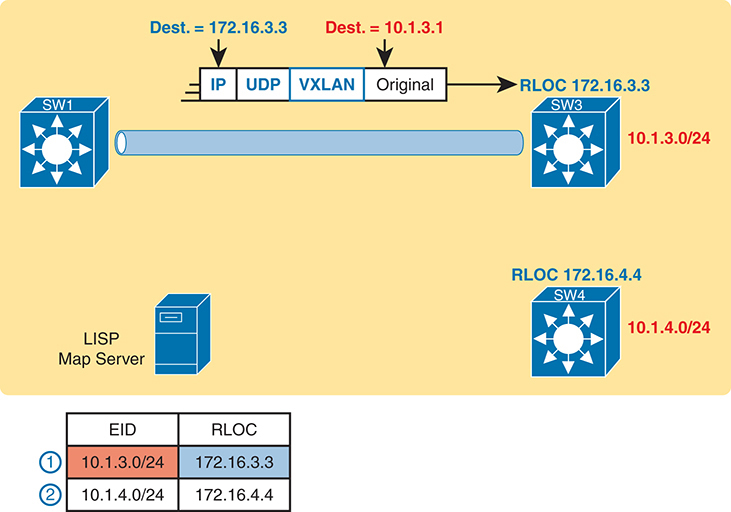 Dest. = 172.16.3.3
Dest. = 10.1.3.1
IP UDP VXLAN Original
RLOC 172.16.3.3
SW1
SW3
10.1.3.0/24
RLOC 172.16.4.4
SW4
10.1.4.0/24
LISP
Map Server
EID RLOC
1 10.1.3.0/24 172.16.3.3
2 10.1.4.0/24 172.16.4.4